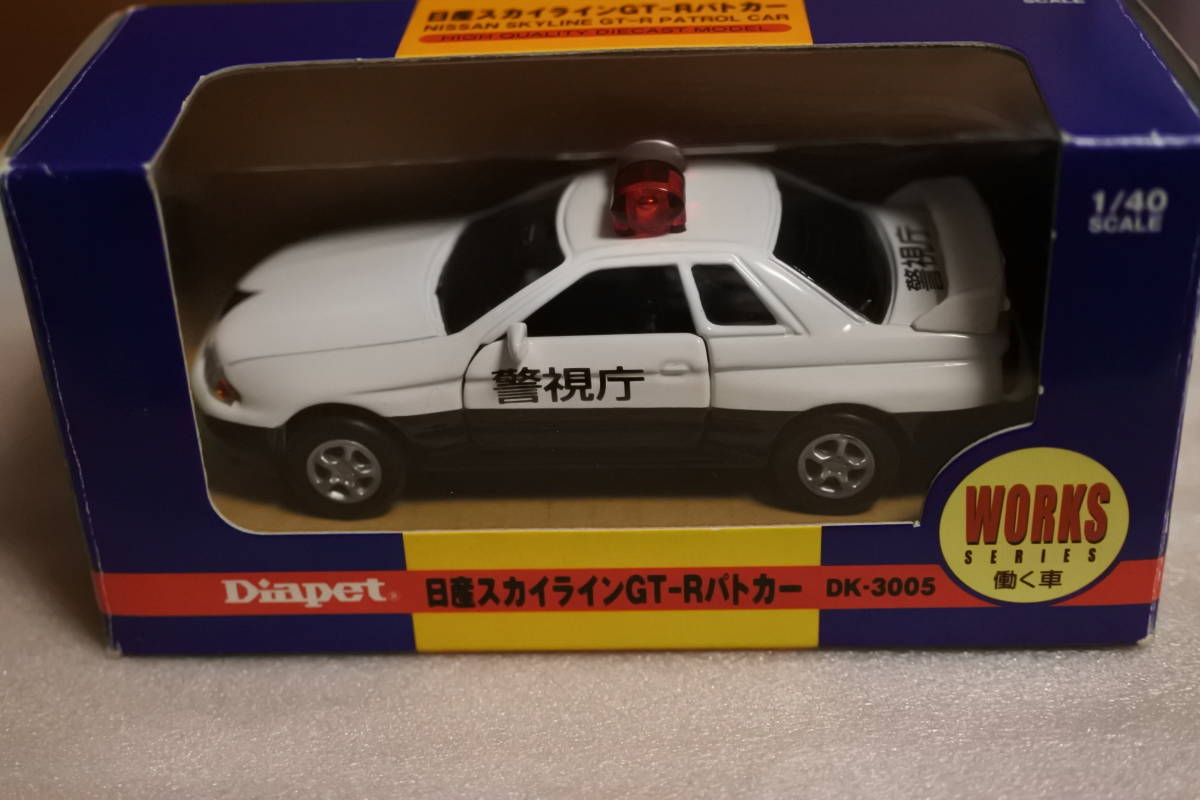 日産スカイラインGT-Rパトカー
NISSAN SKYLINE GT-R PATROL CAR
HIGH QUALITY DIECAST MODEL
SCALE
1/40
SCALE
警視庁
警視庁
WORKS
SERIES
働く車
Diapet®
日産スカイラインGT-Rパトカー DK-3005